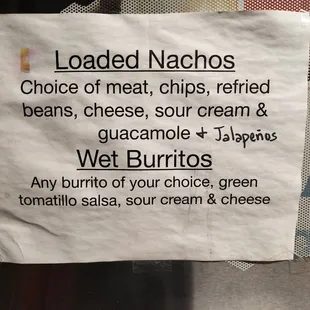 Loaded Nachos
Choice of meat, chips, refried
beans, cheese, sour cream &
guacamole + Jalapeños
Wet Burritos
Any burrito of your choice, green
tomatillo salsa, sour cream & cheese